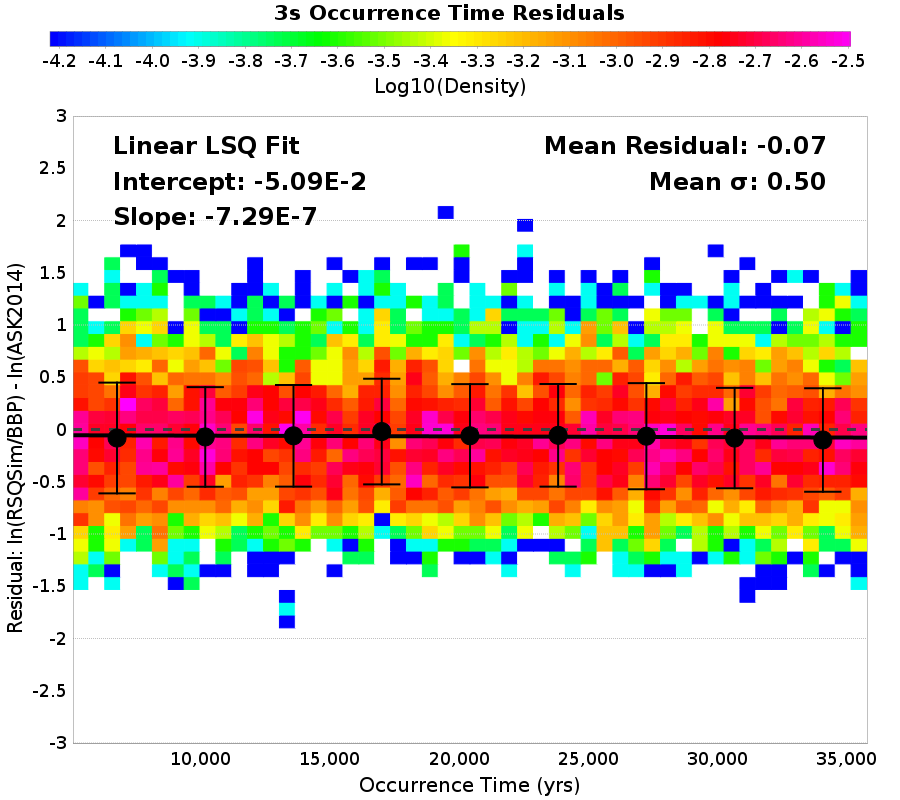 3s Occurrence Time Residuals
-4.2 -4.1 -4.0 -3.9 -3.8 -3.7 -3.6 -3.5 -3.4 -3.3 -3.2 -3.1 -3.0 -2.9 -2.8 -2.7 -2.6 -2.5
Log10(Density)
Linear LSQ Fit
Intercept: -5.09E-2
Slope: -7.29E-7
Mean Residual: -0.07
Mean σ: 0.50
Residual: ln(RSQSim/BBP) - ln(ASK2014)
3
2.5
2
1.5
1
0.5
0
-0.5
-1
-1.5
-2
-2.5
-3
10,000 15,000 20,000 25,000 30,000 35,000
Occurrence Time (yrs)